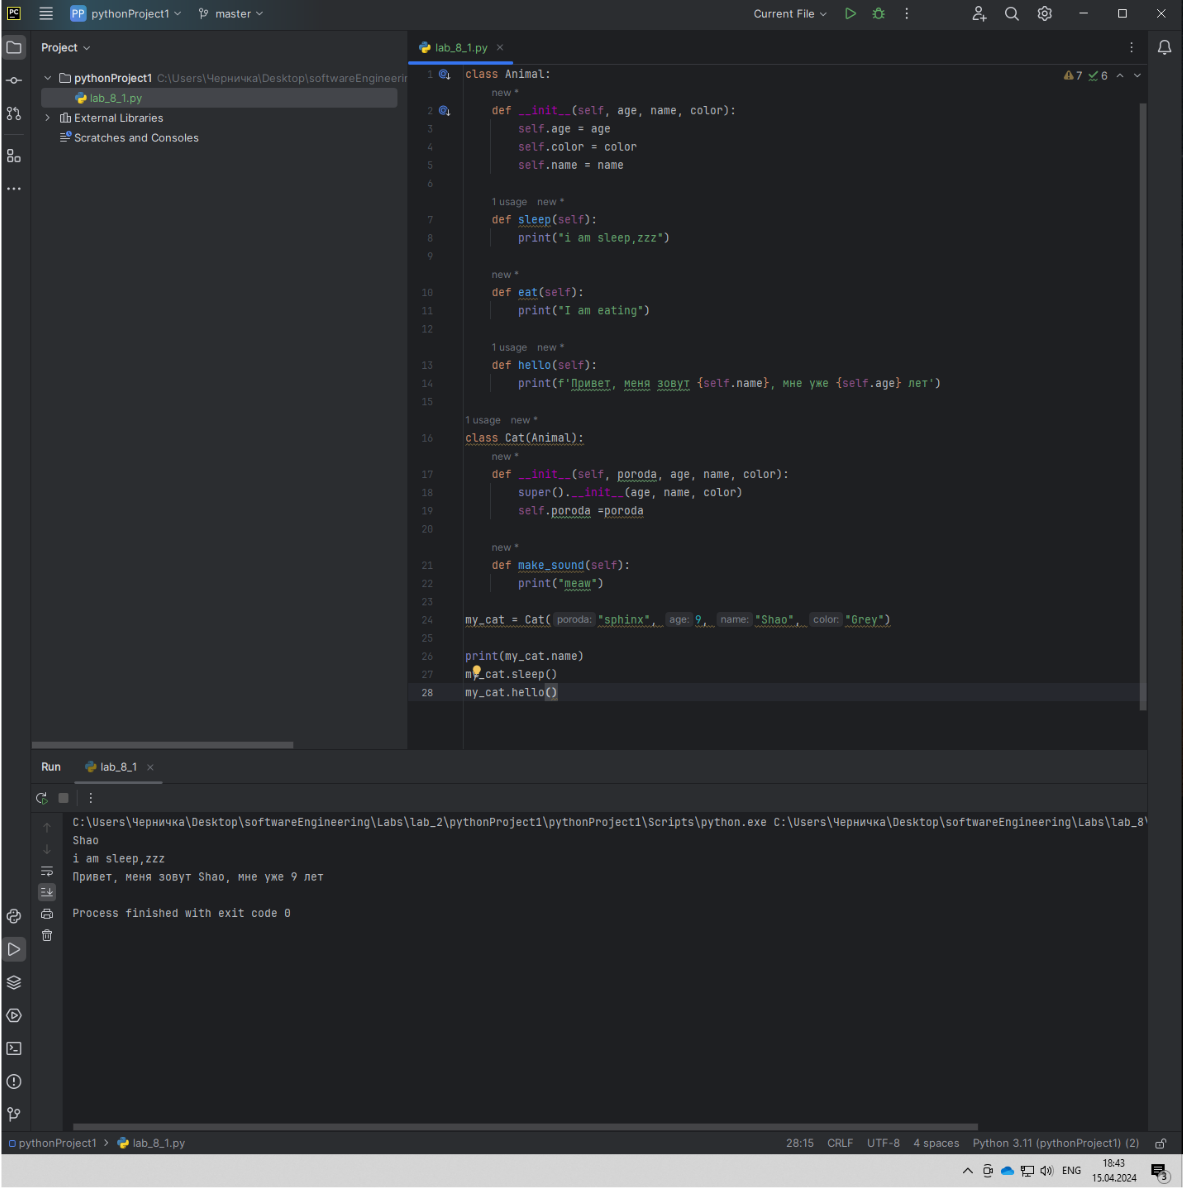 PC PP pythonProject1 master Current File
Project
pythonProject1 C:\Users\Черничка\Desktop\softwareEngineerir
lab_8_1.py
External Libraries
Scratches and Consoles
lab_8_1.py
7 6
1 class Animal:
new *
2 def __init__(self, age, name, color):
3 self.age = age
4 self.color = color
5 self.name = name
6
1 usage new *
7 def sleep(self):
8 print("i am sleep,zzz")
9
new *
10 def eat(self):
11 print("I am eating")
12
1 usage new *
13 def hello(self):
14 print(f'Привет, меня зовут {self.name}, мне уже {self.age} лет')
15
1 usage new *
16 class Cat(Animal):
new *
17 def __init__(self, poroda, age, name, color):
18 super().__init__(age, name, color)
19 self.poroda =poroda
20
new *
21 def make_sound(self):
22 print("meaw")
23
24 my_cat = Cat( poroda: "sphinx", age: 9, name: "Shao", color: "Grey")
25
26 print(my_cat.name)
27 my_cat.sleep()
28 my_cat.hello()
Run lab_8_1
C:\Users\Черничка\Desktop\softwareEngineering\Labs\lab_2\pythonProject1\pythonProject1\Scripts\python.exe C:\Users\Черничка\Desktop\softwareEngineering\Labs\lab_8\
Shao
i am sleep,zzz
Привет, меня зовут Shao, мне уже 9 лет
Process finished with exit code 0
pythonProject1 > lab_8_1.py 28:15 CRLF UTF-8 4 spaces Python 3.11 (pythonProject1) (2)
ENG 18:43
15.04.2024 3